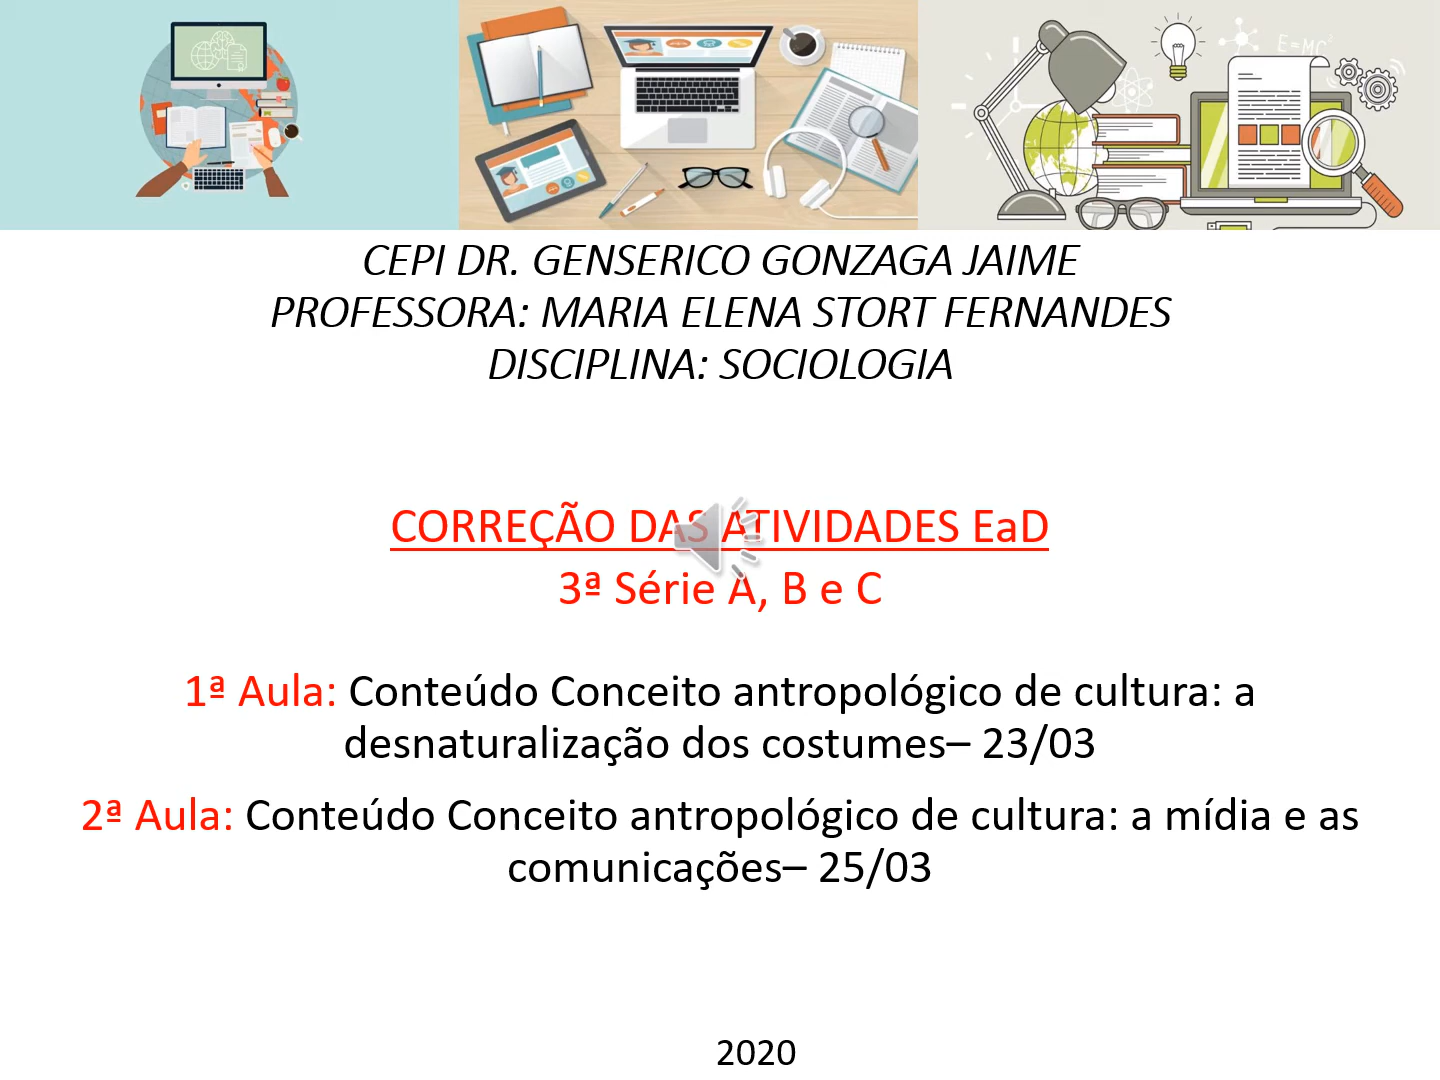 E=MC²
CEPI DR. GENSERICO GONZAGA JAIME
PROFESSORA: MARIA ELENA STORT FERNANDES
DISCIPLINA: SOCIOLOGIA
CORREÇÃO DAS ATIVIDADES EaD
3ª Série A, B e C
1ª Aula: Conteúdo Conceito antropológico de cultura: a
desnaturalização dos costumes– 23/03
2ª Aula: Conteúdo Conceito antropológico de cultura: a mídia e as
comunicações– 25/03
2020